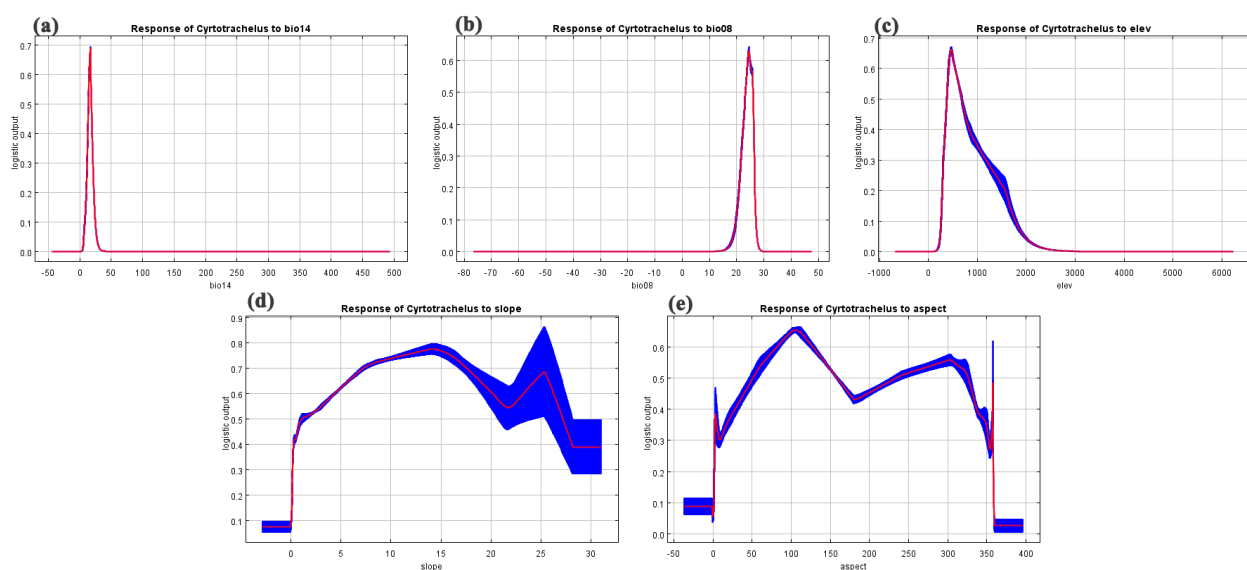 (a)
Response of Cyrtotrachelus to bio14
logistic output
0.7
0.6
0.5
0.4
0.3
0.2
0.1
0.0
-50 0 50 100 150 200 250 300 350 400 450 500
bio14
(b)
Response of Cyrtotrachelus to bio08
logistic output
0.6
0.5
0.4
0.3
0.2
0.1
0.0
-80 -70 -60 -50 -40 -30 -20 -10 0 10 20 30 40 50
bio08
(c)
Response of Cyrtotrachelus to elev
logistic output
0.7
0.6
0.5
0.4
0.3
0.2
0.1
0.0
-1000 0 1000 2000 3000 4000 5000 6000
elev
(d)
Response of Cyrtotrachelus to slope
logistic output
0.9
0.8
0.7
0.6
0.5
0.4
0.3
0.2
0.1
0 5 10 15 20 25 30
slope
(e)
Response of Cyrtotrachelus to aspect
logistic output
0.6
0.5
0.4
0.3
0.2
0.1
0.0
-50 0 50 100 150 200 250 300 350 400
aspect